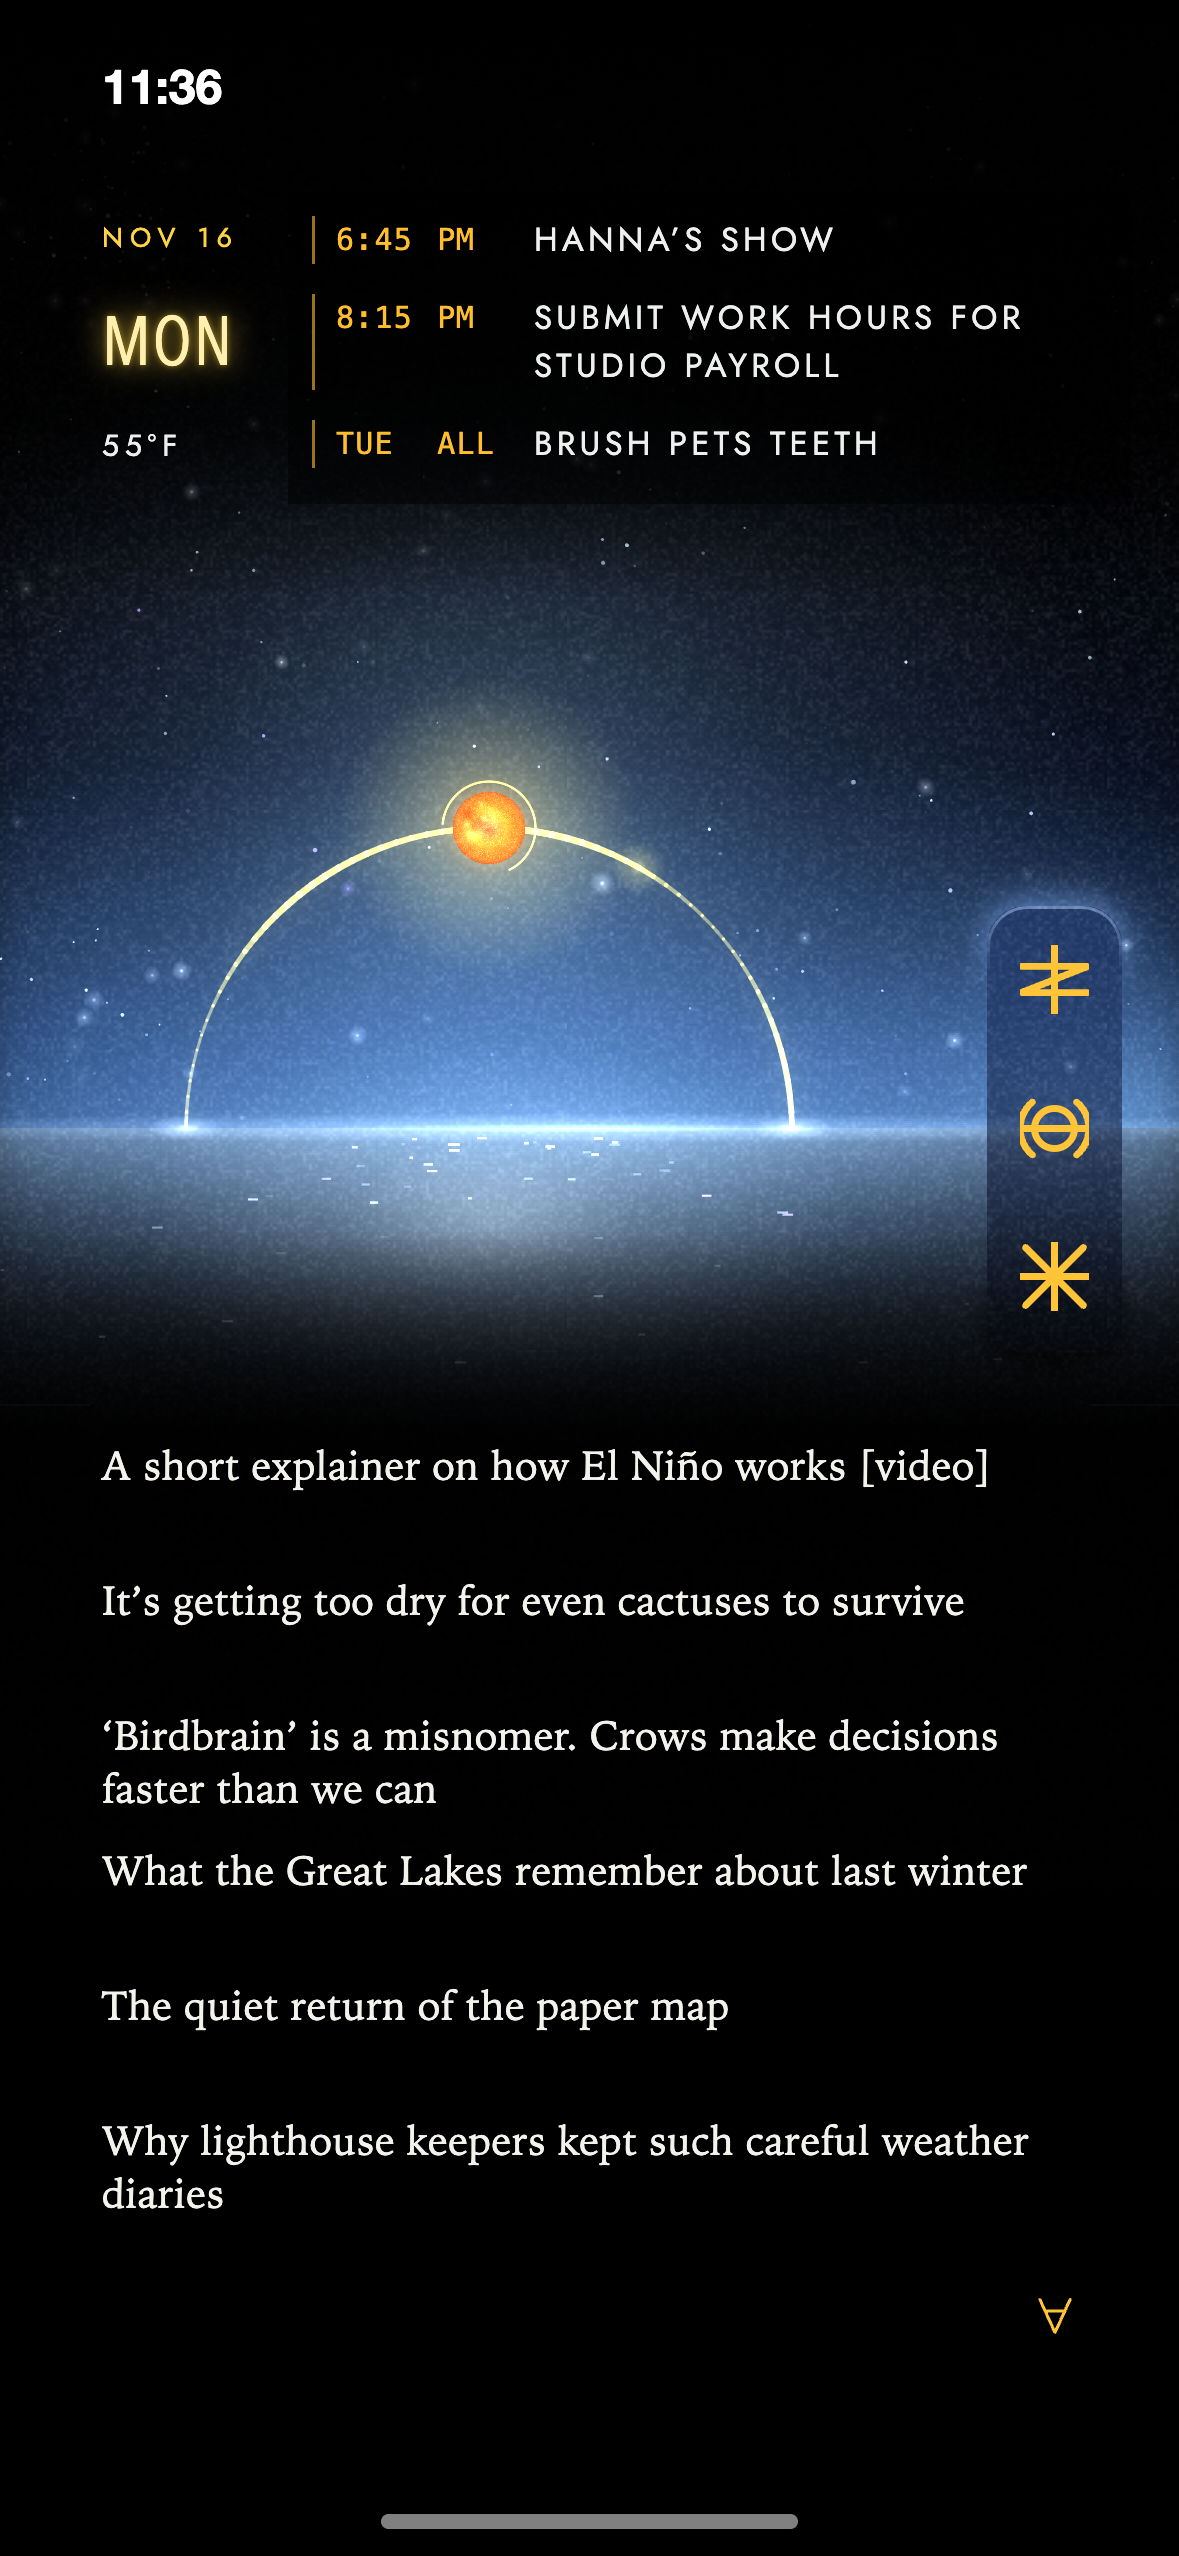 11:36
NOV 16
MON
55°F
6:45 PM HANNA’S SHOW
8:15 PM SUBMIT WORK HOURS FOR
STUDIO PAYROLL
TUE ALL BRUSH PETS TEETH
A short explainer on how El Niño works [video]
It’s getting too dry for even cactuses to survive
‘Birdbrain’ is a misnomer. Crows make decisions
faster than we can
What the Great Lakes remember about last winter
The quiet return of the paper map
Why lighthouse keepers kept such careful weather
diaries